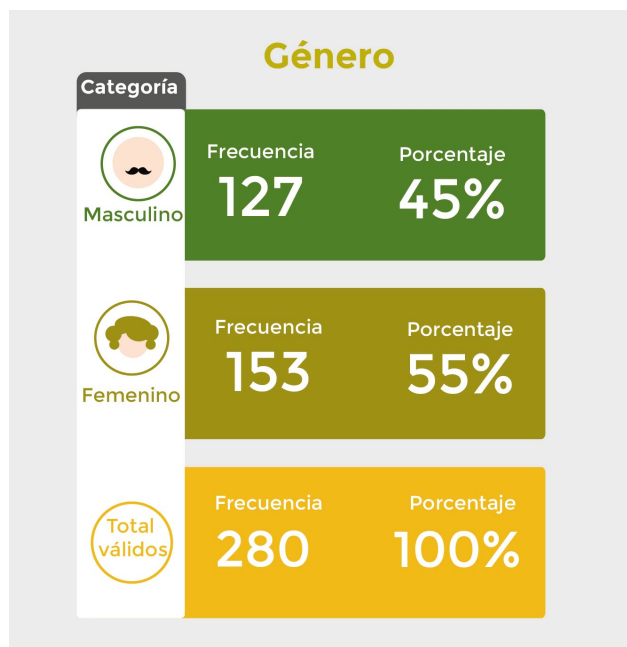 Género
Categoría
Masculino
Frecuencia
127
Porcentaje
45%
Femenino
Frecuencia
153
Porcentaje
55%
Total
válidos
Frecuencia
280
Porcentaje
100%